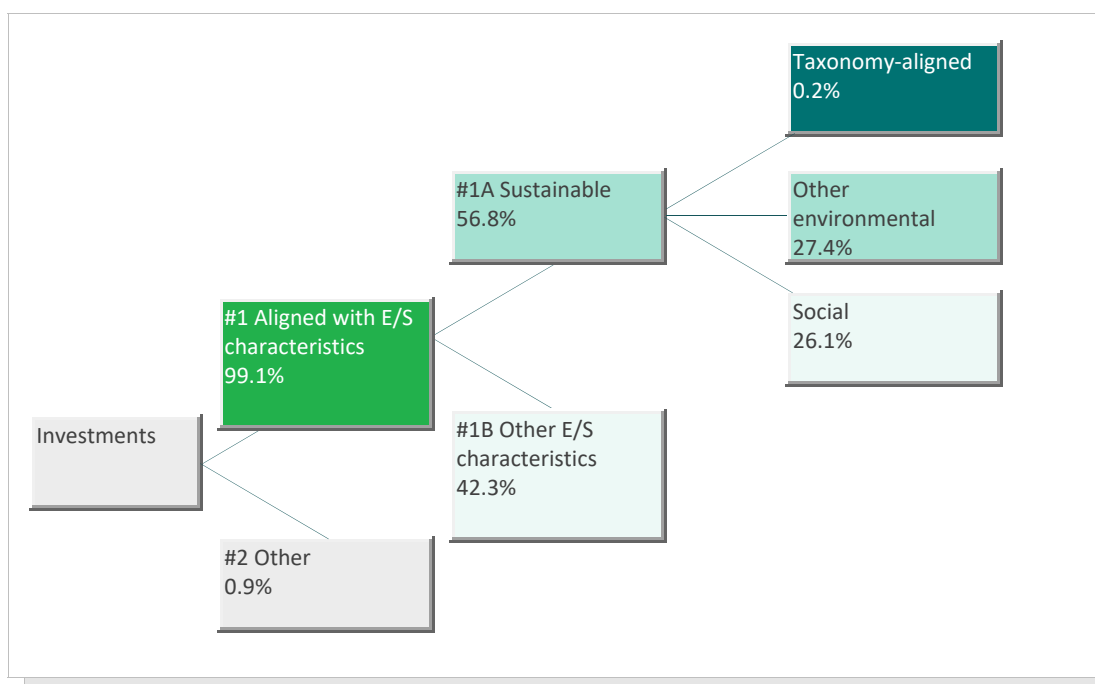 Taxonomy-aligned
0.2%
#1A Sustainable
56.8%
Other
environmental
27.4%
Social
26.1%
#1 Aligned with E/S
characteristics
99.1%
Investments
#1B Other E/S
characteristics
42.3%
#2 Other
0.9%